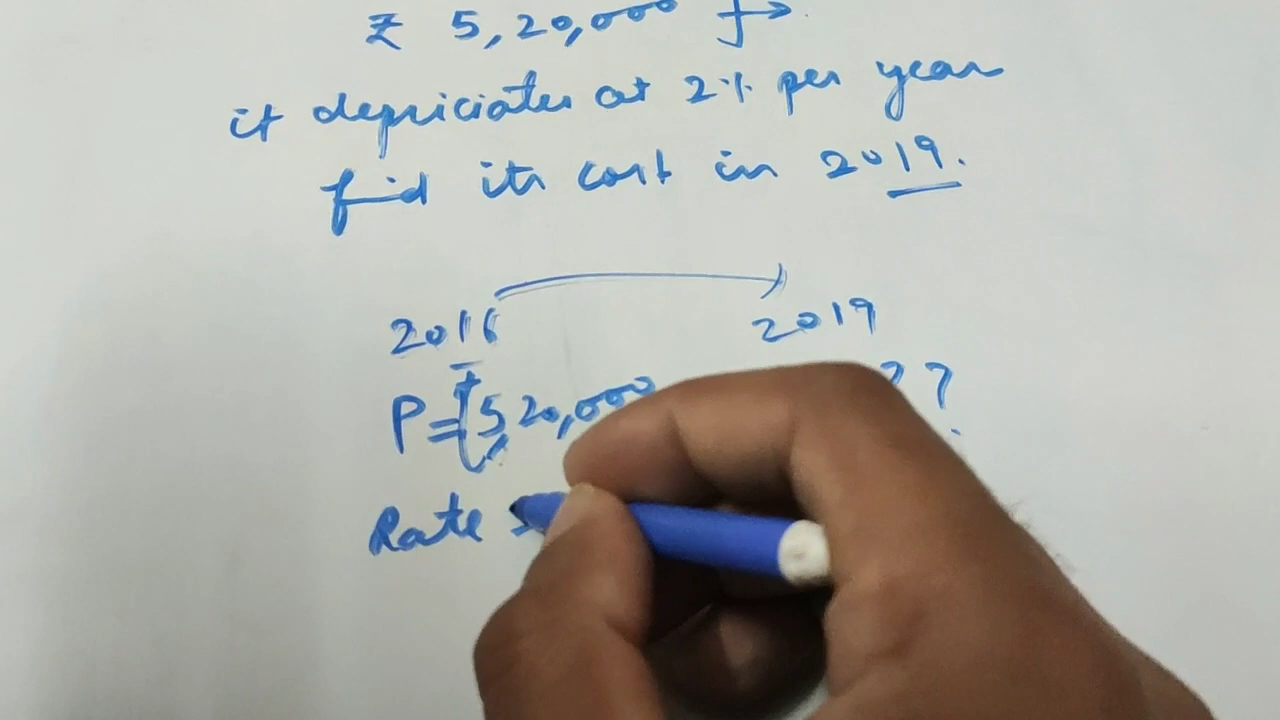 ₹ 5,20,000
it depriciates at 2% per year
find its cost in 2019.
2016 2019
P = ₹ 5,20,000 ??
Rate